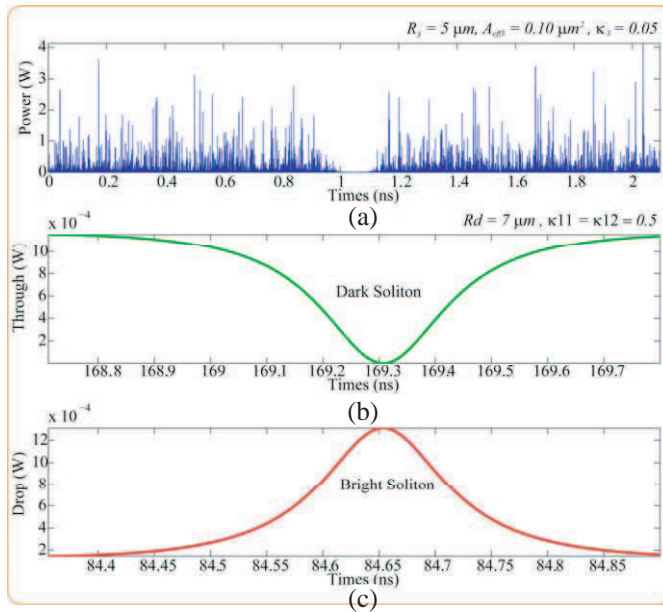 R₃ = 5 μm, Aeff3 = 0.10 μm², κ₃ = 0.05
Power (W)
4
3
2
1
0
0 0.2 0.4 0.6 0.8 1 1.2 1.4 1.6 1.8 2
Times (ns)
(a)
Rd = 7 μm , κ11 = κ12 = 0.5
x 10⁻⁴
Through (W)
10
8
6
4
2
Dark Soliton
168.8 168.9 169 169.1 169.2 169.3 169.4 169.5 169.6 169.7
Times (ns)
(b)
x 10⁻⁴
Drop (W)
12
10
8
6
4
2
Bright Soliton
84.4 84.45 84.5 84.55 84.6 84.65 84.7 84.75 84.8 84.85
Times (ns)
(c)